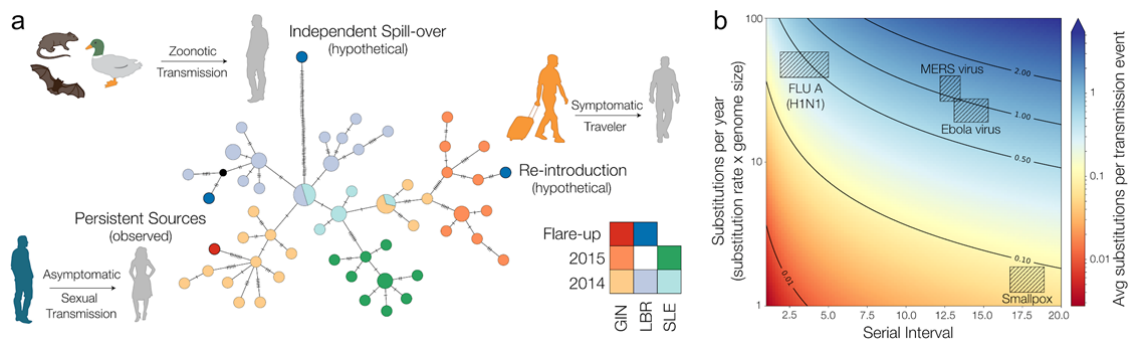 a
Independent Spill-over
(hypothetical)
Zoonotic
Transmission
Symptomatic
Traveler
Re-introduction
(hypothetical)
Persistent Sources
(observed)
Asymptomatic
Sexual
Transmission
Flare-up
2015
2014
GIN
LBR
SLE
b
Substitutions per year
(substitution rate x genome size)
100
10
1
FLU A
(H1N1)
MERS virus
Ebola virus
Smallpox
2.00
1.00
0.50
0.10
0.01
2.5
5.0
7.5
10.0
12.5
15.0
17.5
20.0
Serial Interval
1
0.1
0.01
Avg substitutions per transmission event